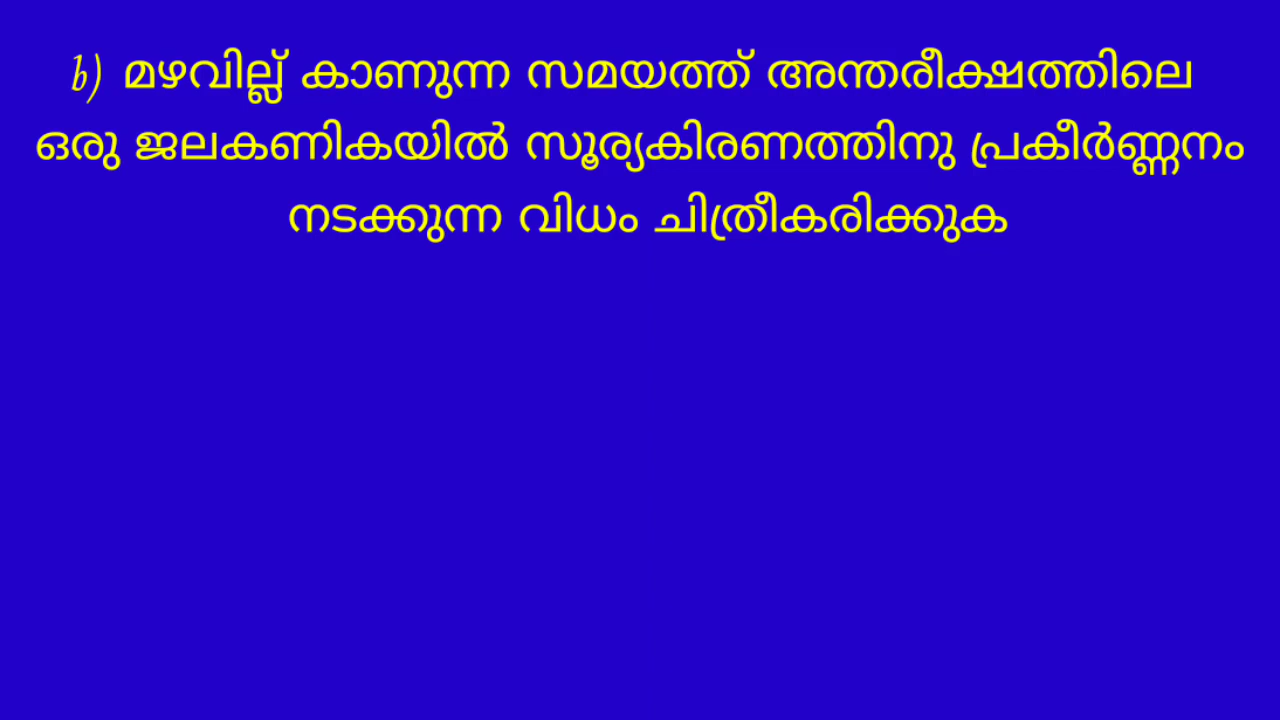 b) മഴവില്ല് കാണുന്ന സമയത്ത് അന്തരീക്ഷത്തിലെ
ഒരു ജലകണികയിൽ സൂര്യകിരണത്തിനു പ്രകീർണ്ണനം
നടക്കുന്ന വിധം ചിത്രീകരിക്കുക